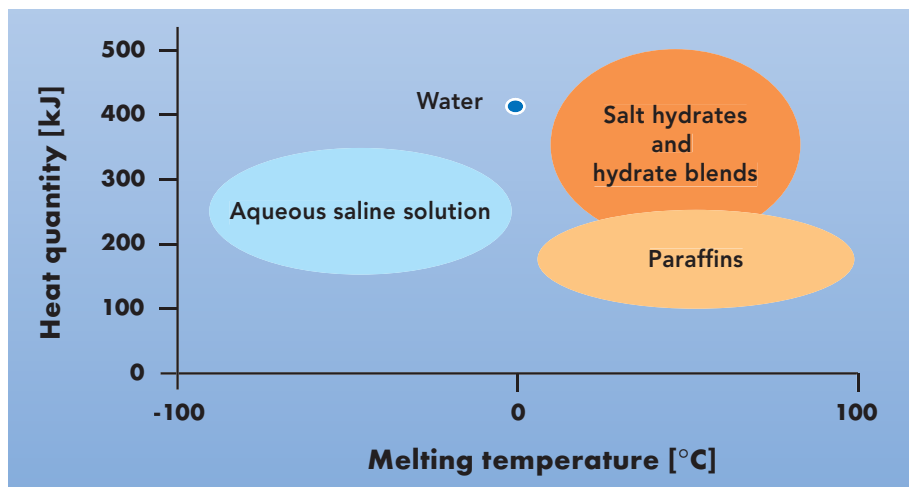 Heat quantity [kJ]
500
400
300
200
100
0
Water
Salt hydrates
and
hydrate blends
Aqueous saline solution
Paraffins
-100
0
100
Melting temperature [°C]